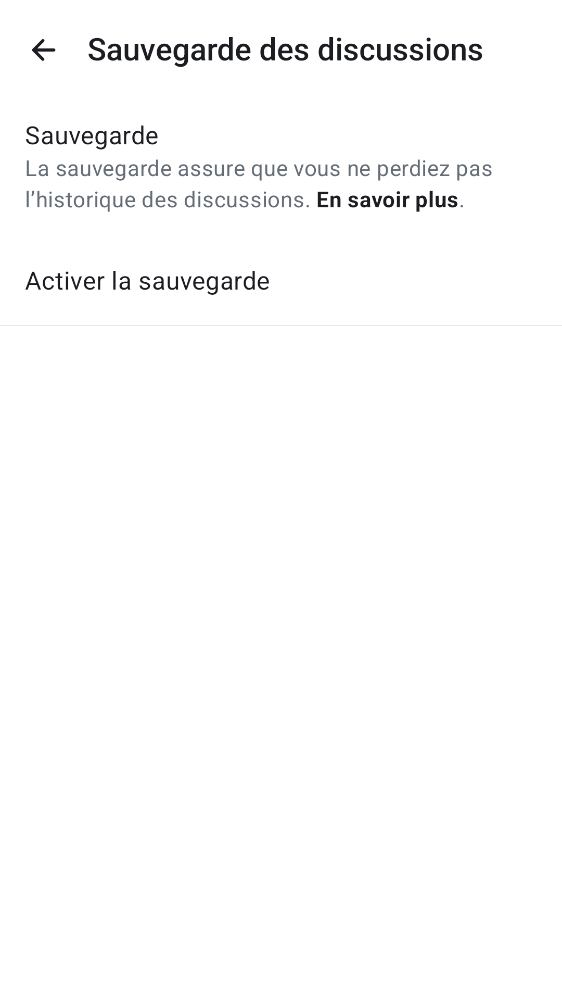 Sauvegarde des discussions
Sauvegarde
La sauvegarde assure que vous ne perdiez pas
l’historique des discussions. En savoir plus.
Activer la sauvegarde